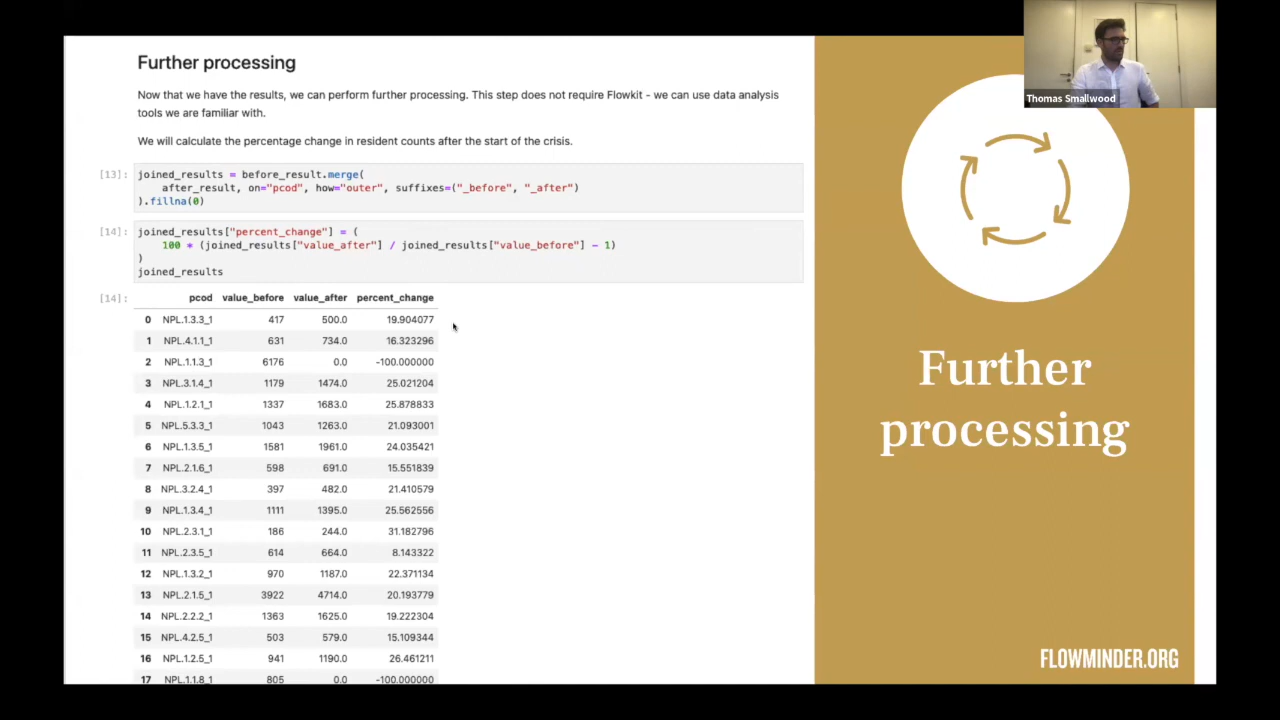 Further processing
Now that we have the results, we can perform further processing. This step does not require Flowkit - we can use data analysis
tools we are familiar with.
We will calculate the percentage change in resident counts after the start of the crisis.
[13]: joined_results = before_result.merge(
after_result, on="pcod", how="outer", suffixes=("_before", "_after")
).fillna(0)
[14]: joined_results["percent_change"] = (
100 * (joined_results["value_after"] / joined_results["value_before"] - 1)
)
joined_results
[14]: pcod value_before value_after percent_change
0 NPL.1.3.3_1 417 500.0 19.904077
1 NPL.4.1.1_1 631 734.0 16.323296
2 NPL.1.1.3_1 6176 0.0 -100.000000
3 NPL.3.1.4_1 1179 1474.0 25.021204
4 NPL.1.2.1_1 1337 1683.0 25.878833
5 NPL.5.3.3_1 1043 1263.0 21.093001
6 NPL.1.3.5_1 1581 1961.0 24.035421
7 NPL.2.1.6_1 598 691.0 15.551839
8 NPL.3.2.4_1 397 482.0 21.410579
9 NPL.1.3.4_1 1111 1395.0 25.562556
10 NPL.2.3.1_1 186 244.0 31.182796
11 NPL.2.3.5_1 614 664.0 8.143322
12 NPL.1.3.2_1 970 1187.0 22.371134
13 NPL.2.1.5_1 3922 4714.0 20.193779
14 NPL.2.2.2_1 1363 1625.0 19.222304
15 NPL.4.2.5_1 503 579.0 15.109344
16 NPL.1.2.5_1 941 1190.0 26.461211
17 NPL.1.1.8_1 805 0.0 -100.000000
Thomas Smallwood
Further
processing
FLOWMINDER.ORG